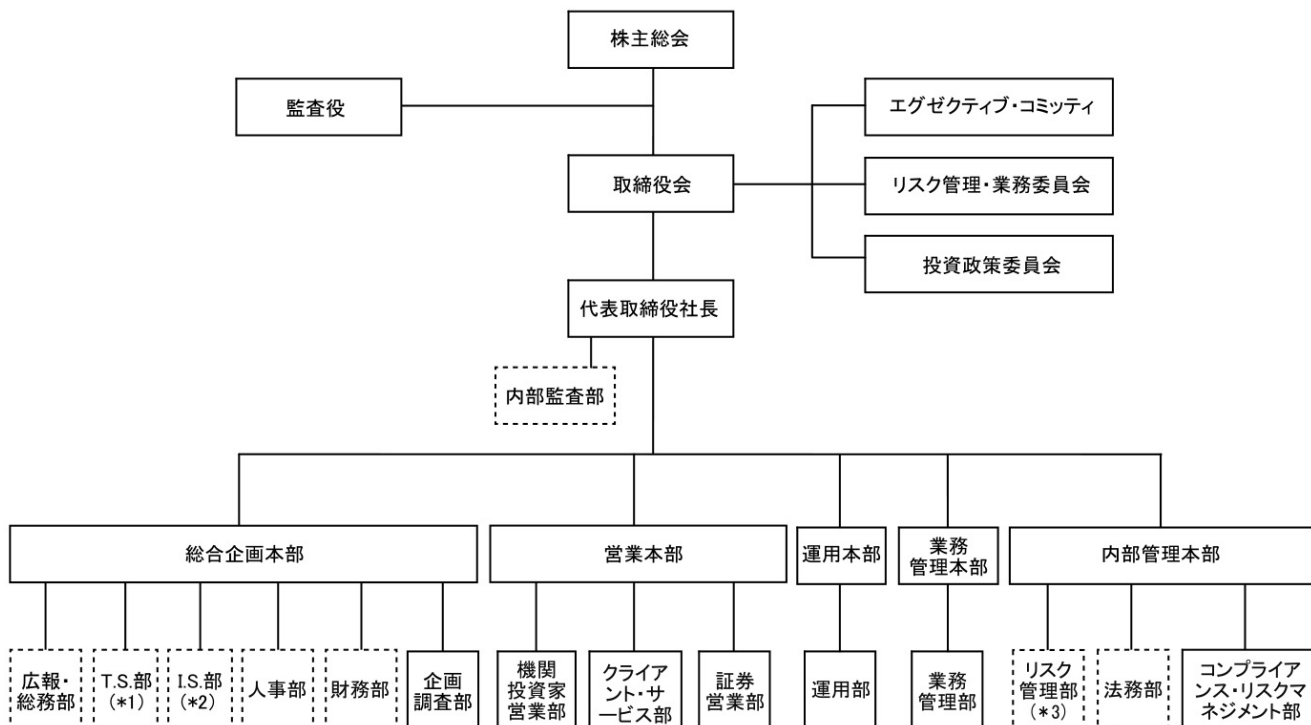 株主総会
監査役
エグゼクティブ・コミッティ
取締役会
リスク管理・業務委員会
投資政策委員会
代表取締役社長
内部監査部
総合企画本部
営業本部
運用本部
業務
管理本部
内部管理本部
広報・
総務部
T.S.部
(*1)
I.S.部
(*2)
人事部
財務部
企画
調査部
機関
投資家
営業部
クライア
ント・サ
ービス部
証券
営業部
運用部
業務
管理部
リスク
管理部
(*3)
法務部
コンプライア
ンス・リスクマ
ネジメント部